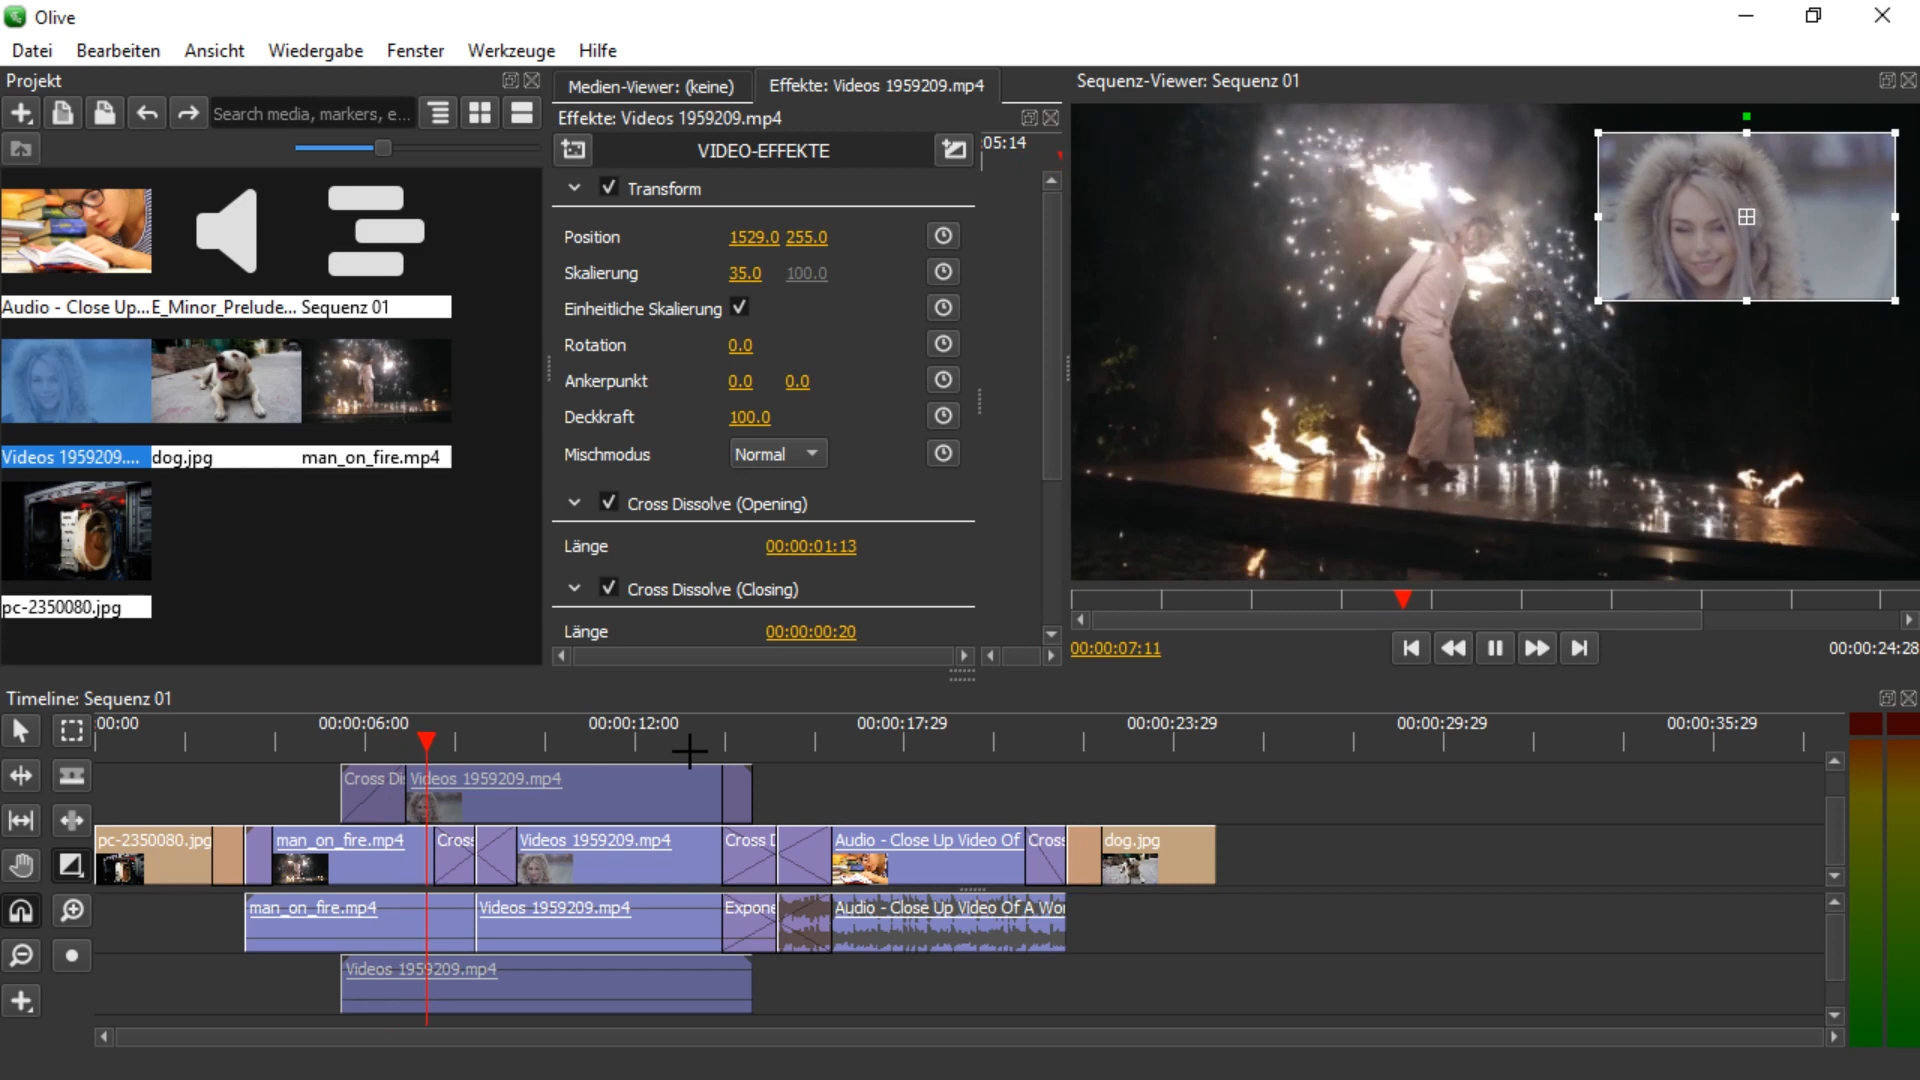 Olive
Datei Bearbeiten Ansicht Wiedergabe Fenster Werkzeuge Hilfe
Projekt
Search media, markers, e...
Audio - Close Up...E_Minor_Prelude... Sequenz 01
Videos 1959209.... dog.jpg man_on_fire.mp4
pc-2350080.jpg
Medien-Viewer: (keine) Effekte: Videos 1959209.mp4
Effekte: Videos 1959209.mp4
VIDEO-EFFEKTE
:05:14
Transform
Position 1529.0 255.0
Skalierung 35.0 100.0
Einheitliche Skalierung
Rotation 0.0
Ankerpunkt 0.0 0.0
Deckkraft 100.0
Mischmodus Normal
Cross Dissolve (Opening)
Länge 00:00:01:13
Cross Dissolve (Closing)
Länge 00:00:00:20
Sequenz-Viewer: Sequenz 01
00:00:07:11 00:00:24:28
Timeline: Sequenz 01
:00:00 00:00:06:00 00:00:12:00 00:00:17:29 00:00:23:29 00:00:29:29 00:00:35:29
Cross Di Videos 1959209.mp4
pc-2350080.jpg man_on_fire.mp4 Cross Videos 1959209.mp4 Cross D Audio - Close Up Video Of Cross dog.jpg
man_on_fire.mp4 Videos 1959209.mp4 Expone Audio - Close Up Video Of A Wor
Videos 1959209.mp4